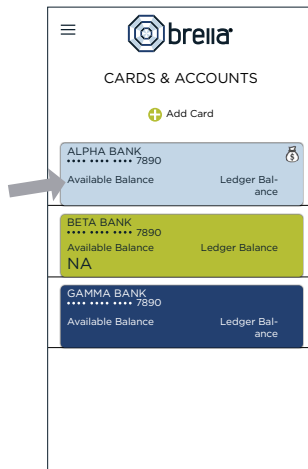 brella
CARDS & ACCOUNTS
Add Card
ALPHA BANK
•••• •••• •••• 7890
Available Balance Ledger Bal-
ance
BETA BANK
•••• •••• •••• 7890
Available Balance Ledger Balance
NA
GAMMA BANK
•••• •••• •••• 7890
Available Balance Ledger Bal-
ance